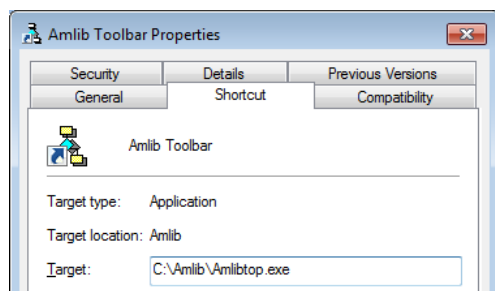 Amlib Toolbar Properties
Security Details Previous Versions
General Shortcut Compatibility
Amlib Toolbar
Target type: Application
Target location: Amlib
Target: C:\Amlib\Amlibtop.exe